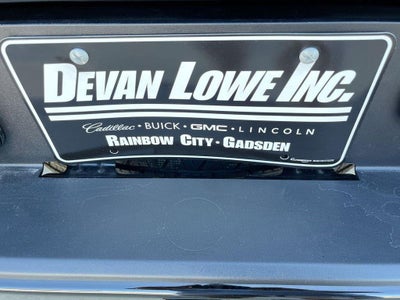 DEVAN LOWE INC.
Cadillac • BUICK • GMC • LINCOLN
RAINBOW CITY - GADSDEN